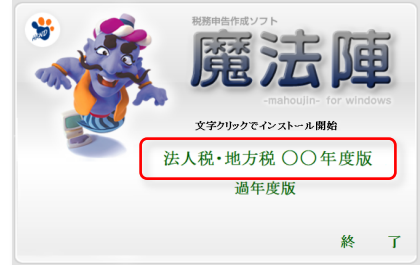 税務申告作成ソフト
魔法陣
-mahoujin- for windows
文字クリックでインストール開始
法人税・地方税 〇〇年度版
過年度版
終 了